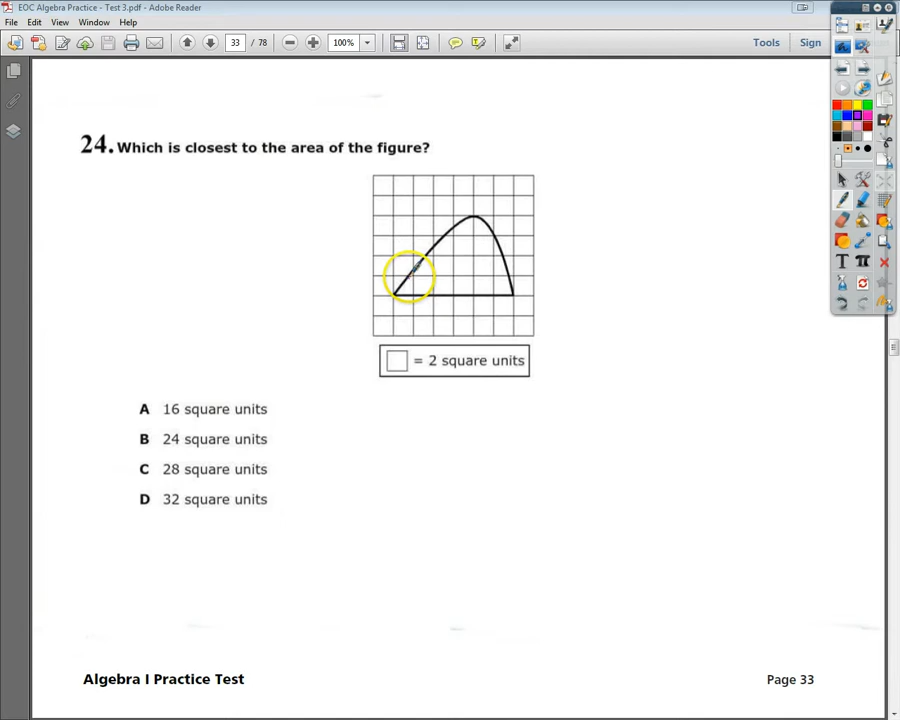 EOC Algebra Practice - Test 3.pdf - Adobe Reader
File Edit View Window Help
33 / 78 100% Tools Sign
24. Which is closest to the area of the figure?
= 2 square units
A 16 square units
B 24 square units
C 28 square units
D 32 square units
Algebra I Practice Test Page 33